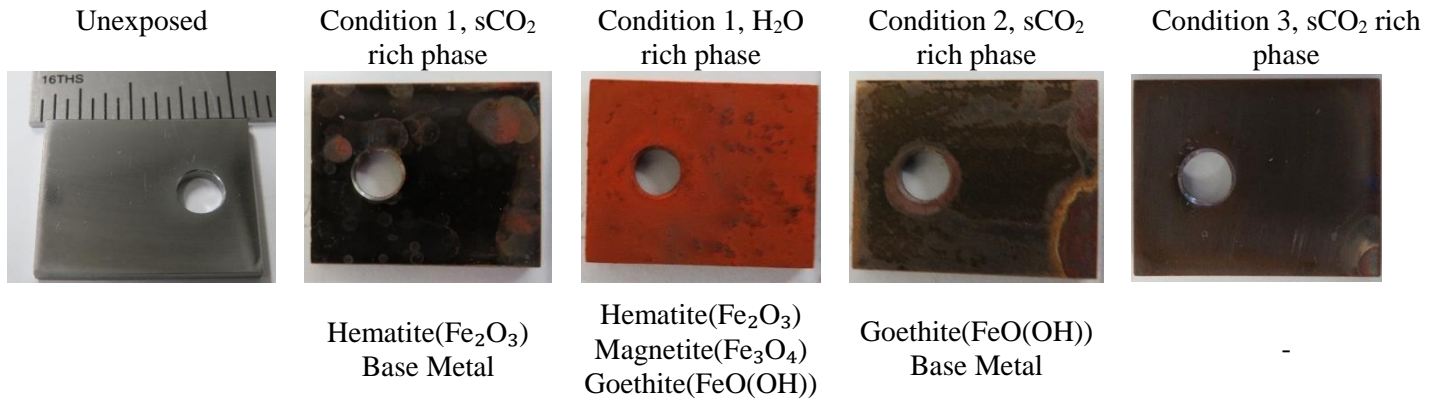 Unexposed
Condition 1, sCO₂
rich phase
Condition 1, H₂O
rich phase
Condition 2, sCO₂
rich phase
Condition 3, sCO₂ rich
phase
16THS
Hematite(Fe₂O₃)
Base Metal
Hematite(Fe₂O₃)
Magnetite(Fe₃O₄)
Goethite(FeO(OH))
Goethite(FeO(OH))
Base Metal
-